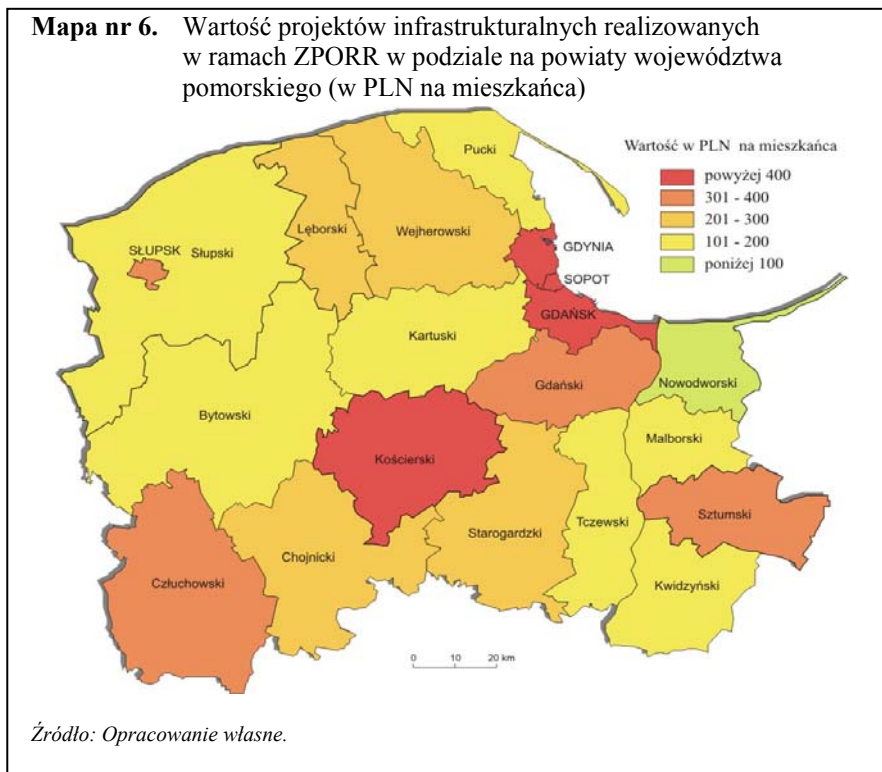 Mapa nr 6. Wartość projektów infrastrukturalnych realizowanych
w ramach ZPORR w podziale na powiaty województwa
pomorskiego (w PLN na mieszkańca)
Wartość w PLN na mieszkańca
powyżej 400
301 - 400
201 - 300
101 - 200
poniżej 100
Pucki
SŁUPSK
Słupski
Lęborski
Wejherowski
GDYNIA
SOPOT
GDAŃSK
Kartuski
Gdański
Nowodworski
Bytowski
Malborski
Kościerski
Sztumski
Starogardzki
Tczewski
Chojnicki
Człuchowski
Kwidzyński
0 10 20 km
Źródło: Opracowanie własne.